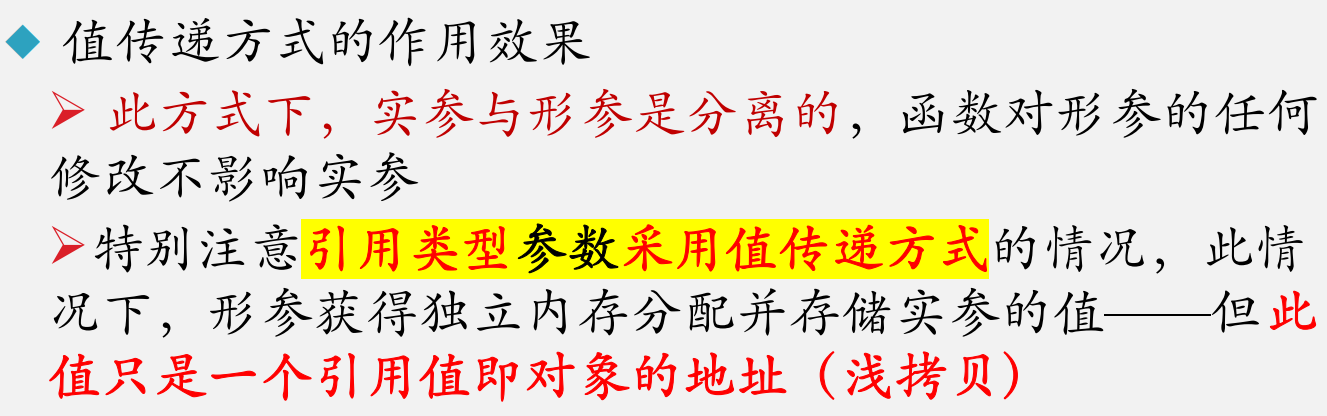 值传递方式的作用效果
此方式下，实参与形参是分离的，函数对形参的任何
修改不影响实参
特别注意引用类型参数采用值传递方式的情况，此情
况下，形参获得独立内存分配并存储实参的值——但此
值只是一个引用值即对象的地址（浅拷贝）